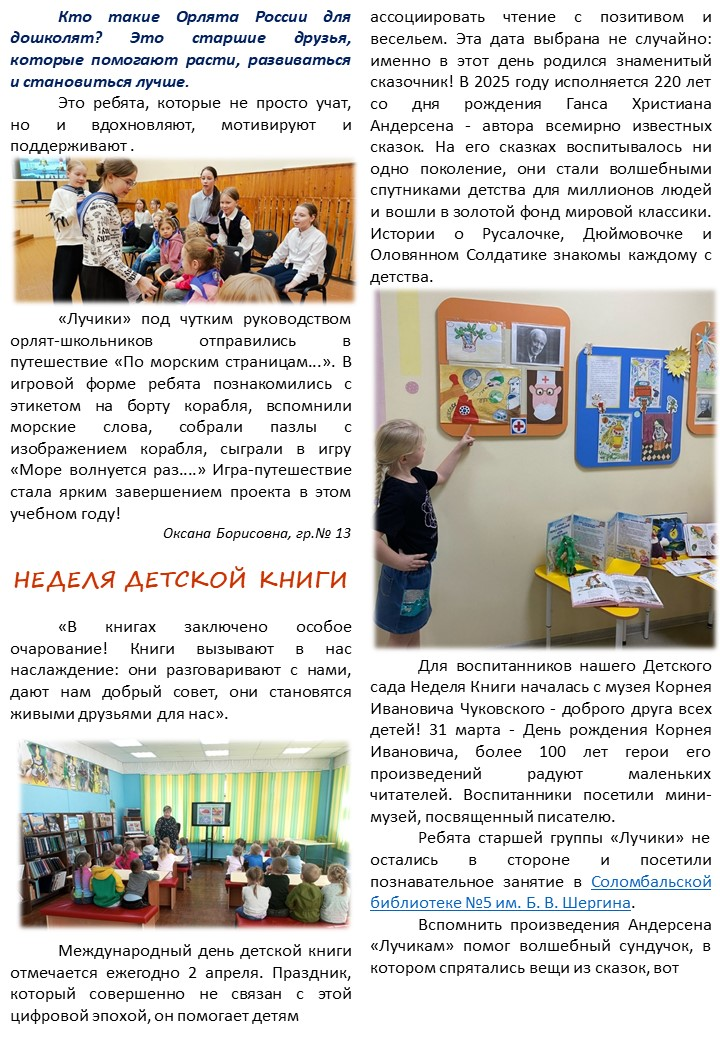 Кто такие Орлята России для
дошколят? Это старшие друзья,
которые помогают расти, развиваться
и становиться лучше.
Это ребята, которые не просто учат,
но и вдохновляют, мотивируют и
поддерживают .
«Лучики» под чутким руководством
орлят-школьников отправились в
путешествие «По морским страницам...». В
игровой форме ребята познакомились с
этикетом на борту корабля, вспомнили
морские слова, собрали пазлы с
изображением корабля, сыграли в игру
«Море волнуется раз....» Игра-путешествие
стала ярким завершением проекта в этом
учебном году!
Оксана Борисовна, гр.№ 13
НЕДЕЛЯ ДЕТСКОЙ КНИГИ
«В книгах заключено особое
очарование! Книги вызывают в нас
наслаждение: они разговаривают с нами,
дают нам добрый совет, они становятся
живыми друзьями для нас».
Международный день детской книги
отмечается ежегодно 2 апреля. Праздник,
который совершенно не связан с этой
цифровой эпохой, он помогает детям
ассоциировать чтение с позитивом и
весельем. Эта дата выбрана не случайно:
именно в этот день родился знаменитый
сказочник! В 2025 году исполняется 220 лет
со дня рождения Ганса Христиана
Андерсена - автора всемирно известных
сказок. На его сказках воспитывалось ни
одно поколение, они стали волшебными
спутниками детства для миллионов людей
и вошли в золотой фонд мировой классики.
Истории о Русалочке, Дюймовочке и
Оловянном Солдатике знакомы каждому с
детства.
Для воспитанников нашего Детского
сада Неделя Книги началась с музея Корнея
Ивановича Чуковского - доброго друга всех
детей! 31 марта - День рождения Корнея
Ивановича, более 100 лет герои его
произведений радуют маленьких
читателей. Воспитанники посетили мини-
музей, посвященный писателю.
Ребята старшей группы «Лучики» не
остались в стороне и посетили
познавательное занятие в Соломбальской
библиотеке №5 им. Б. В. Шергина.
Вспомнить произведения Андерсена
«Лучикам» помог волшебный сундучок, в
котором спрятались вещи из сказок, вот